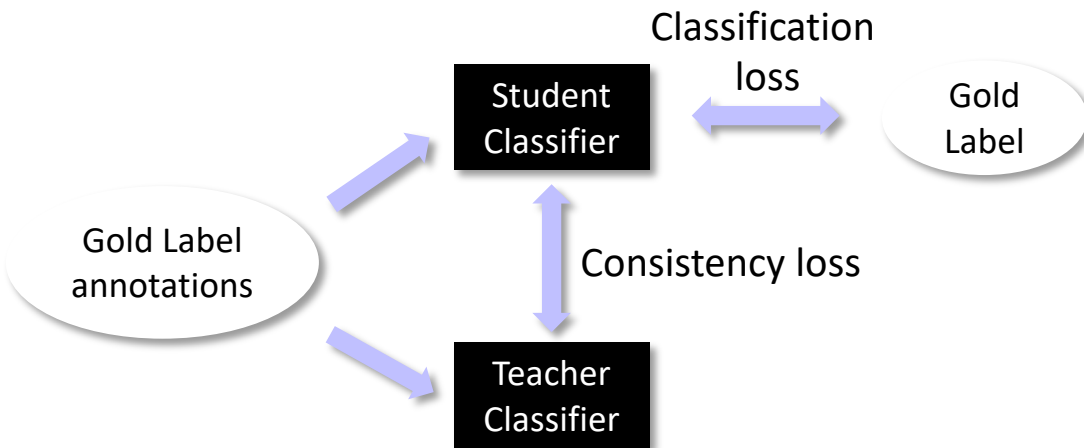 Classification
loss
Student
Classifier
Gold
Label
Gold Label
annotations
Consistency loss
Teacher
Classifier